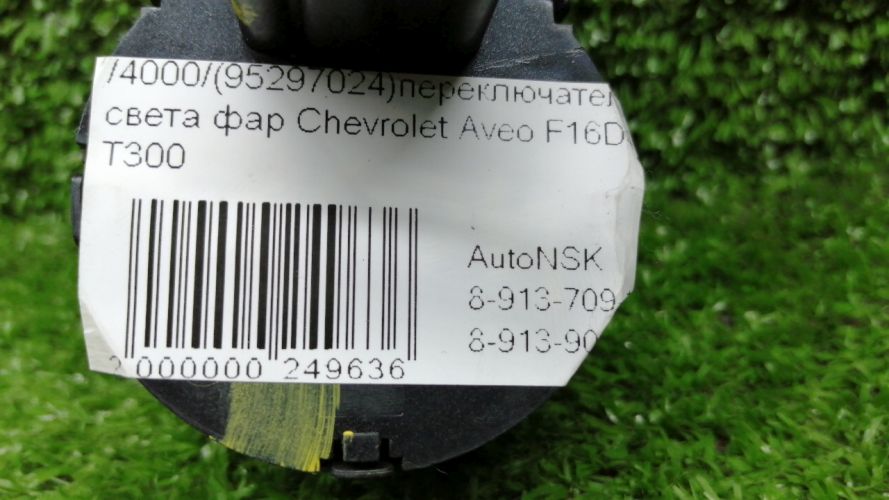 /4000/(95297024)переключател
света фар Chevrolet Aveo F16D
T300
AutoNSK
8-913-709
8-913-90
2 000000 249636